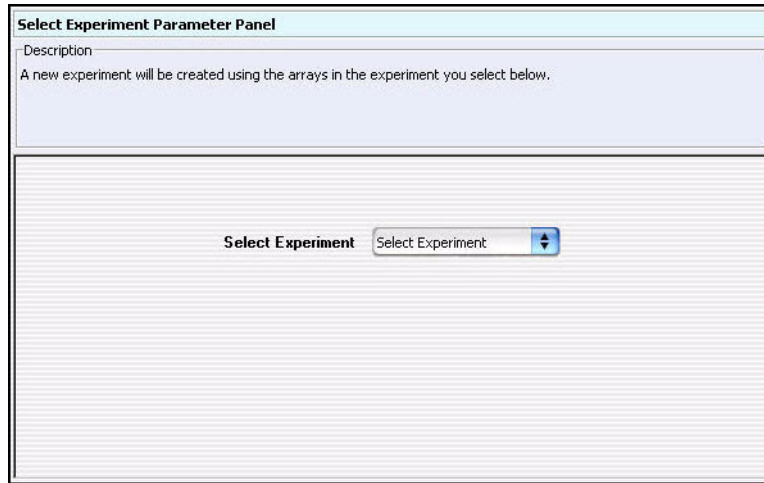 Select Experiment Parameter Panel
Description
A new experiment will be created using the arrays in the experiment you select below.
Select Experiment Select Experiment